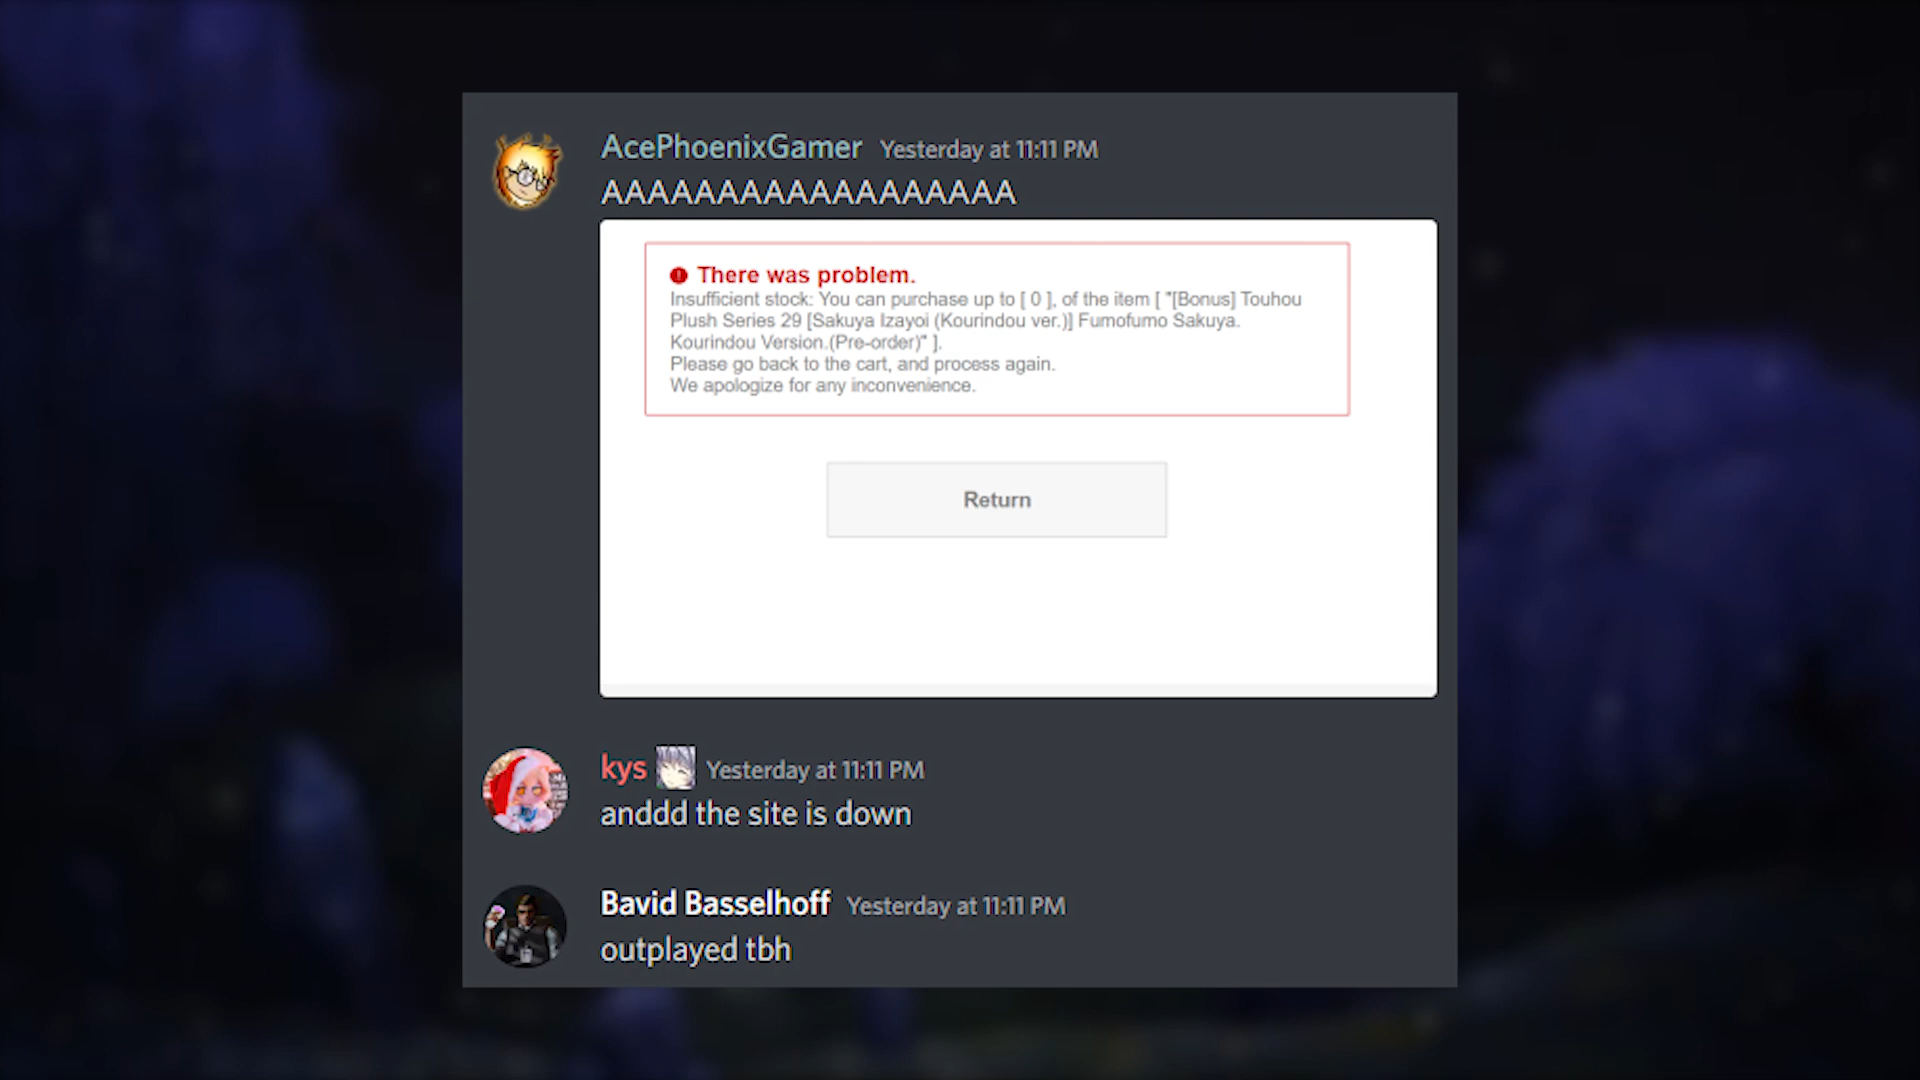 AcePhoenixGamer Yesterday at 11:11 PM
AAAAAAAAAAAAAAAAAA
There was problem.
Insufficient stock: You can purchase up to [ 0 ], of the item [ "[Bonus] Touhou
Plush Series 29 [Sakuya Izayoi (Kourindou ver.)] Fumofumo Sakuya.
Kourindou Version.(Pre-order)" ].
Please go back to the cart, and process again.
We apologize for any inconvenience.
Return
kys Yesterday at 11:11 PM
anddd the site is down
Bavid Basselhoff Yesterday at 11:11 PM
outplayed tbh